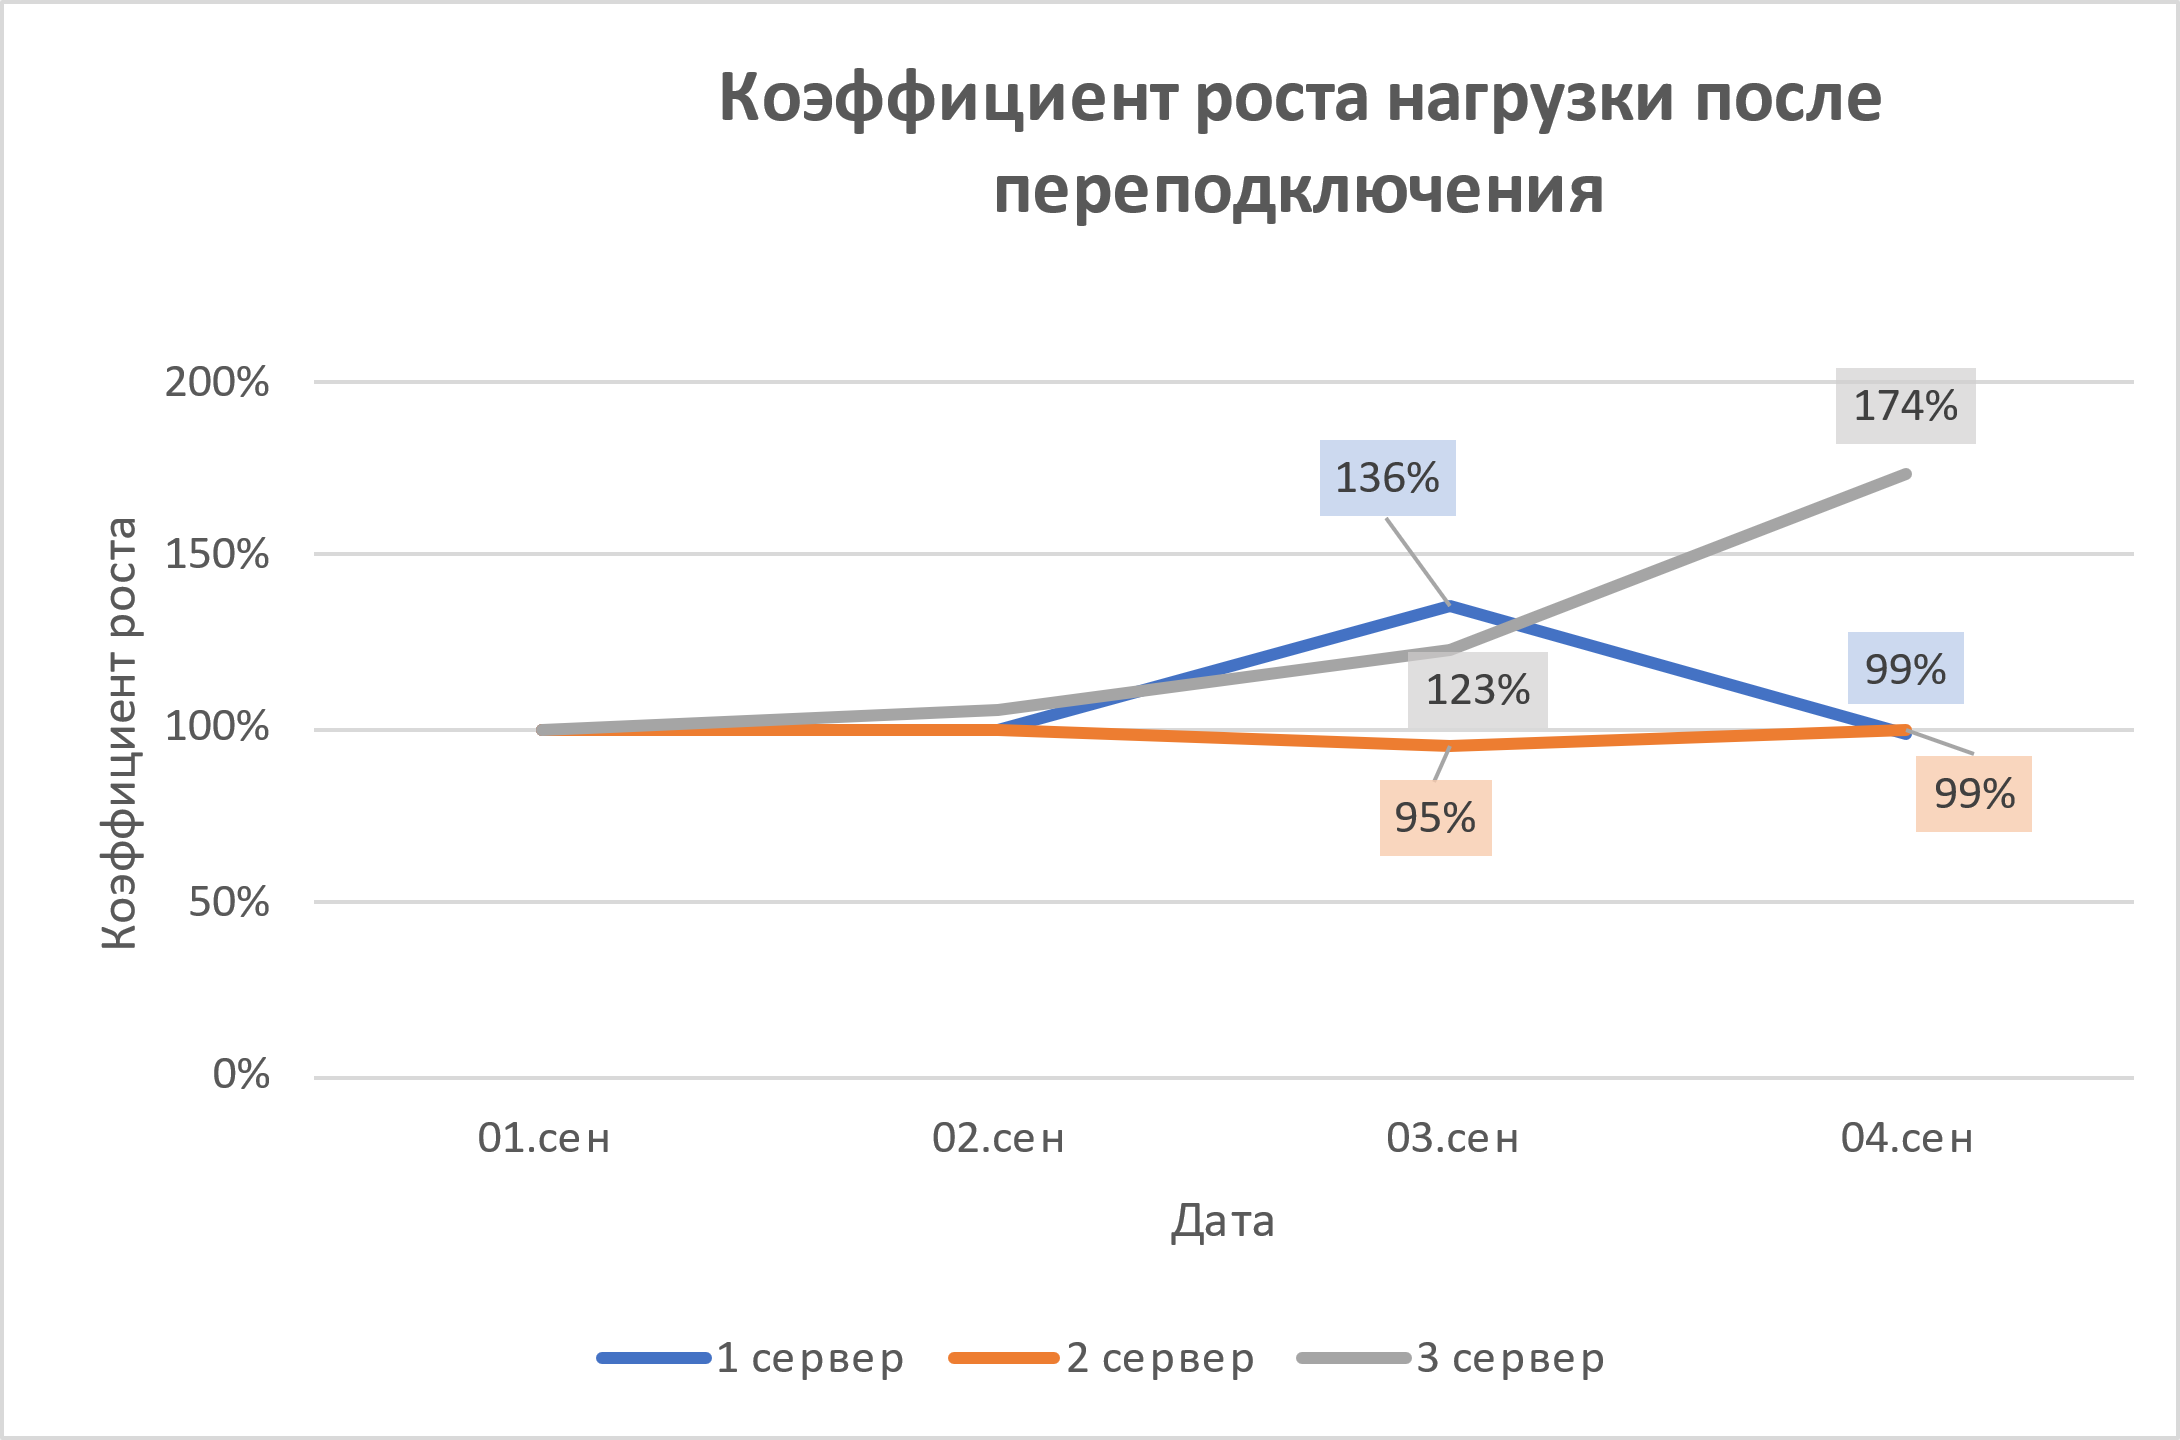 Коэффициент роста нагрузки после
переподключения
Коэффициент роста
200%
150%
100%
50%
0%
174%
136%
123%
99%
99%
95%
01.сен
02.сен
03.сен
04.сен
Дата
1 сервер
2 сервер
3 сервер